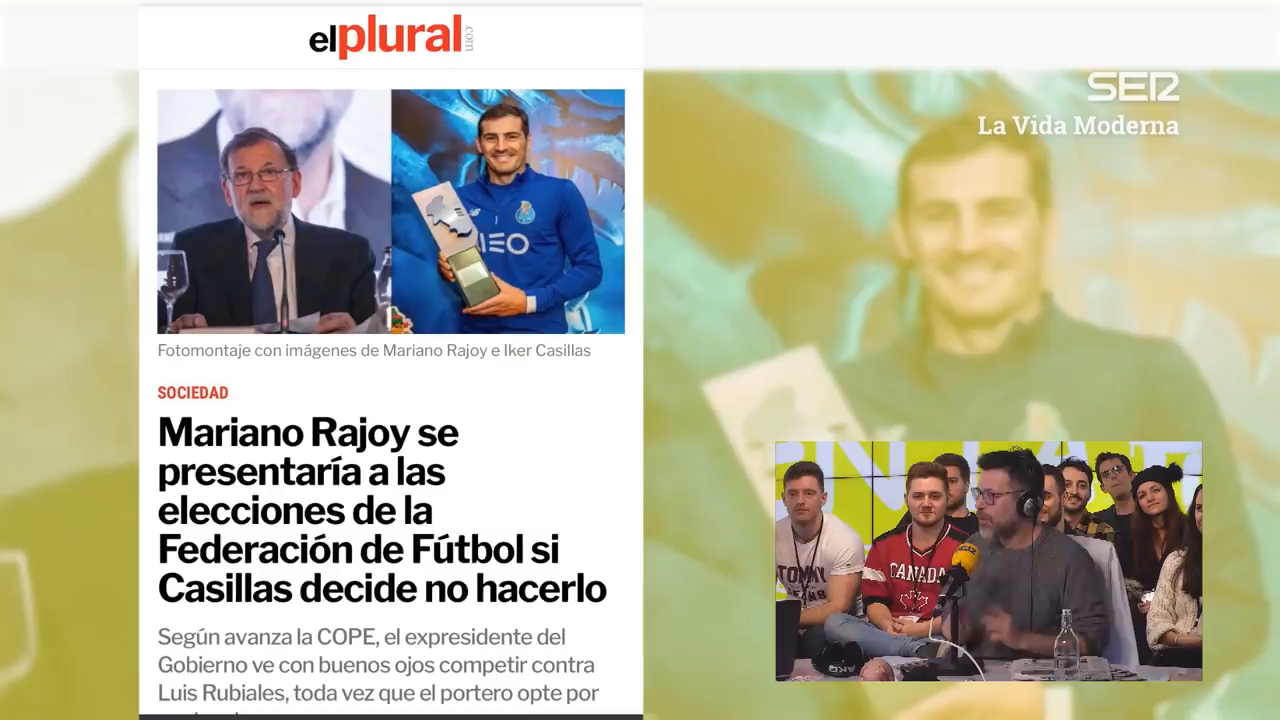 elplural.com
SER
La Vida Moderna
NEO
Fotomontaje con imágenes de Mariano Rajoy e Iker Casillas
SOCIEDAD
Mariano Rajoy se
presentaría a las
elecciones de la
Federación de Fútbol si
Casillas decide no hacerlo
Según avanza la COPE, el expresidente del
Gobierno ve con buenos ojos competir contra
Luis Rubiales, toda vez que el portero opte por
TOMMY
CANADA
AKG